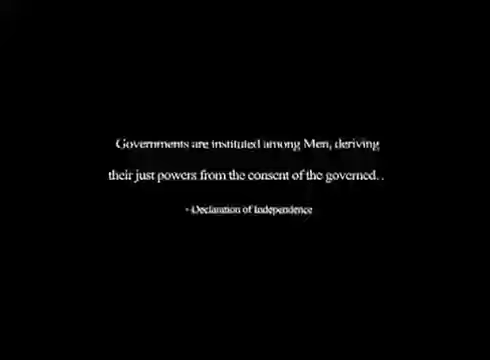 Governments are instituted among Men, deriving
their just powers from the consent of the governed. .
- Declaration of Independence